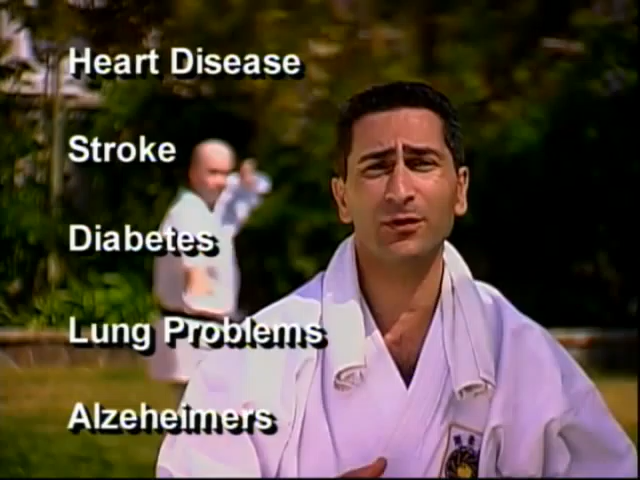 Heart Disease
Stroke
Diabetes
Lung Problems
Alzeheimers